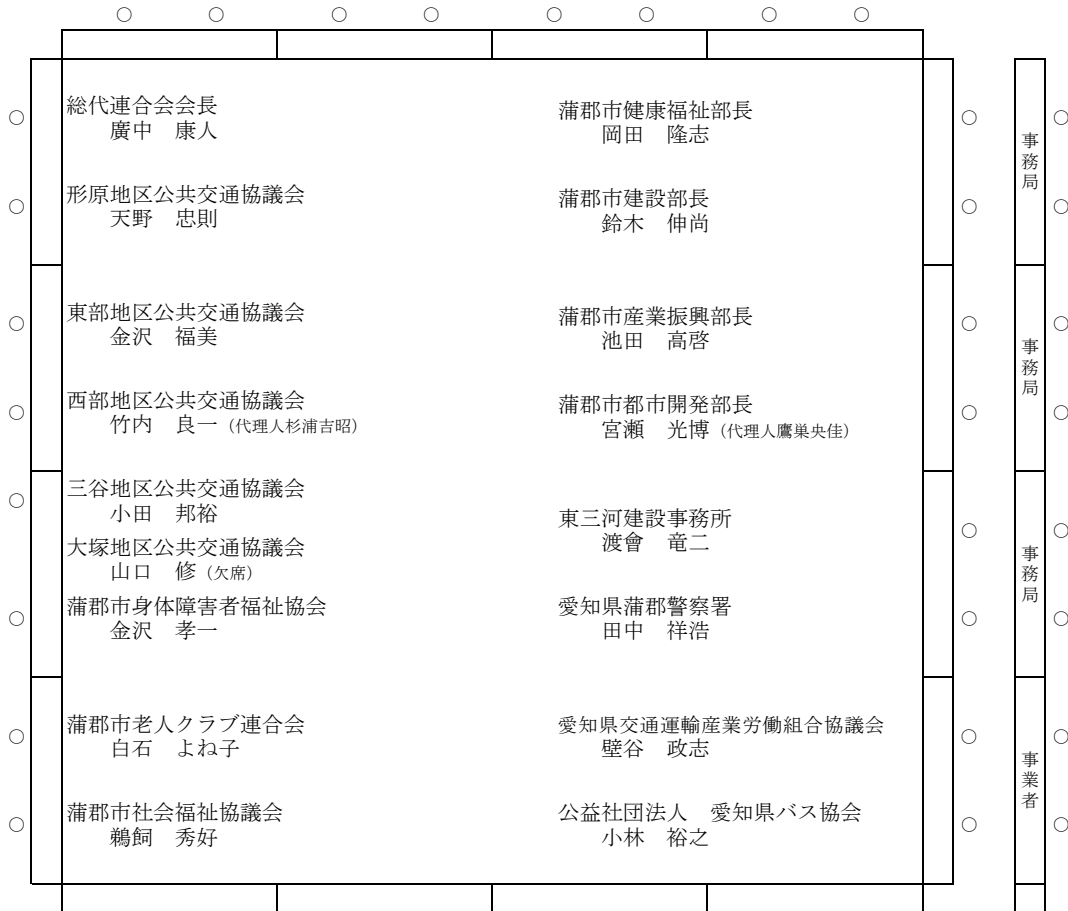 総代連合会会長
廣中　康人
形原地区公共交通協議会
天野　忠則
東部地区公共交通協議会
金沢　福美
西部地区公共交通協議会
竹内　良一（代理人杉浦吉昭）
三谷地区公共交通協議会
小田　邦裕
大塚地区公共交通協議会
山口　修（欠席）
蒲郡市身体障害者福祉協会
金沢　孝一
蒲郡市老人クラブ連合会
白石　よね子
蒲郡市社会福祉協議会
鵜飼　秀好
蒲郡市健康福祉部長
岡田　隆志
蒲郡市建設部長
鈴木　伸尚
蒲郡市産業振興部長
池田　高啓
蒲郡市都市開発部長
宮瀬　光博（代理人鷹巣央佳）
東三河建設事務所
渡會　竜二
愛知県蒲郡警察署
田中　祥浩
愛知県交通運輸産業労働組合協議会
壁谷　政志
公益社団法人　愛知県バス協会
小林　裕之
事務局
事務局
事務局
事業者